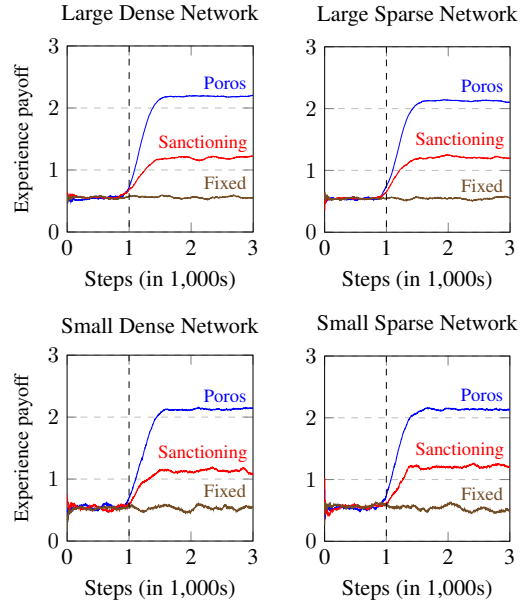 Large Dense Network
Large Sparse Network
3
2
1
0
Experience payoff
Poros
Sanctioning
Fixed
0 1 2 3
Steps (in 1,000s)
3
2
1
0
Poros
Sanctioning
Fixed
0 1 2 3
Steps (in 1,000s)
Small Dense Network
Small Sparse Network
3
2
1
0
Experience payoff
Poros
Sanctioning
Fixed
0 1 2 3
Steps (in 1,000s)
3
2
1
0
Poros
Sanctioning
Fixed
0 1 2 3
Steps (in 1,000s)